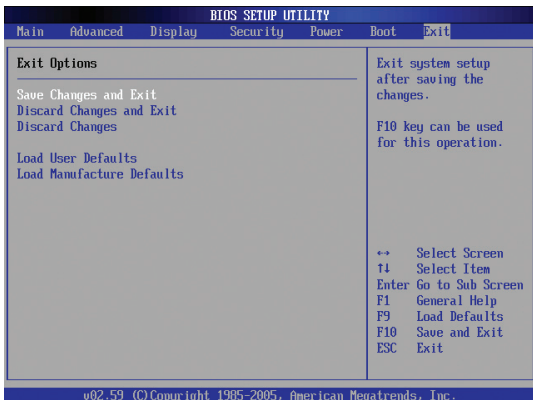 BIOS SETUP UTILITY
Main Advanced Display Security Power Boot Exit
Exit Options
Save Changes and Exit
Discard Changes and Exit
Discard Changes
Load User Defaults
Load Manufacture Defaults
Exit system setup
after saving the
changes.
F10 key can be used
for this operation.
↔ Select Screen
↑↓ Select Item
Enter Go to Sub Screen
F1 General Help
F9 Load Defaults
F10 Save and Exit
ESC Exit
v02.59 (C)Copyright 1985-2005, American Megatrends, Inc.